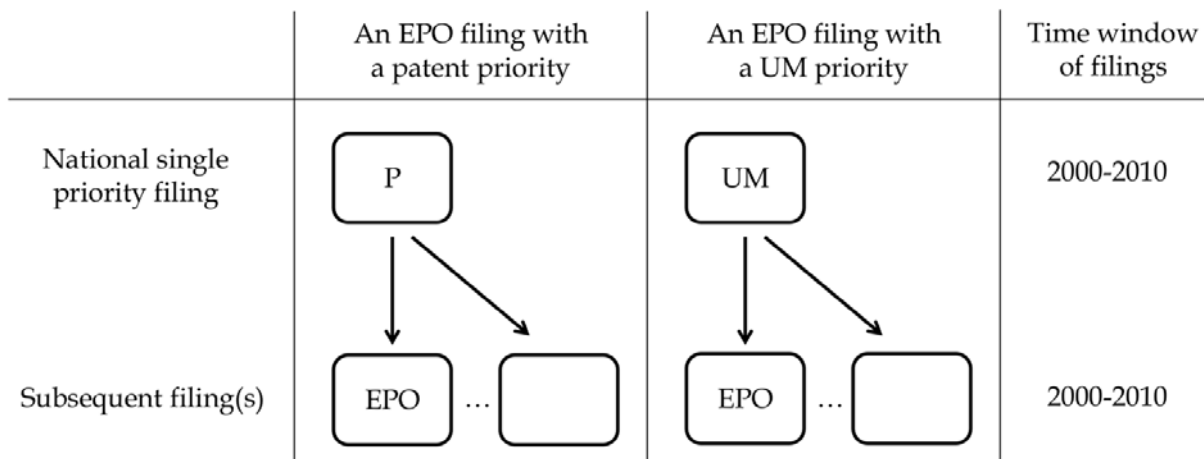 An EPO filing with
a patent priority
An EPO filing with
a UM priority
Time window
of filings
National single
priority filing
P
UM
2000-2010
Subsequent filing(s)
EPO
...
EPO
...
2000-2010